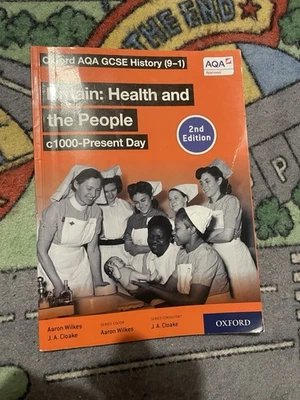 THE END
Oxford AQA GCSE History (9–1)
AQA
Approved
Britain: Health and
the People
2nd
Edition
c1000–Present Day
Aaron Wilkes
J. A. Cloake
SERIES EDITOR
Aaron Wilkes
SERIES CONSULTANT
J. A. Cloake
OXFORD